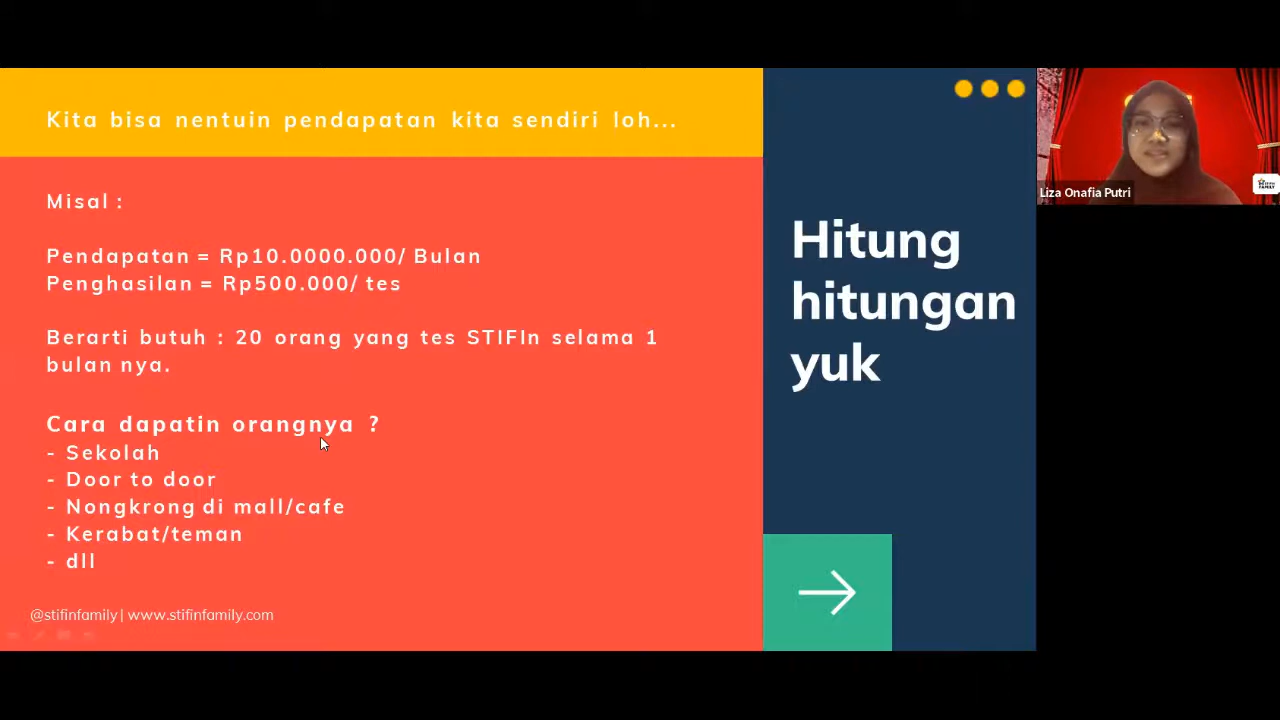 Kita bisa nentuin pendapatan kita sendiri loh...
Misal :
Pendapatan = Rp10.0000.000/ Bulan
Penghasilan = Rp500.000/ tes
Berarti butuh : 20 orang yang tes STIFIn selama 1
bulan nya.
Cara dapatin orangnya ?
- Sekolah
- Door to door
- Nongkrong di mall/cafe
- Kerabat/teman
- dll
@stifinfamily | www.stifinfamily.com
Hitung
hitungan
yuk
Liza Onafia Putri